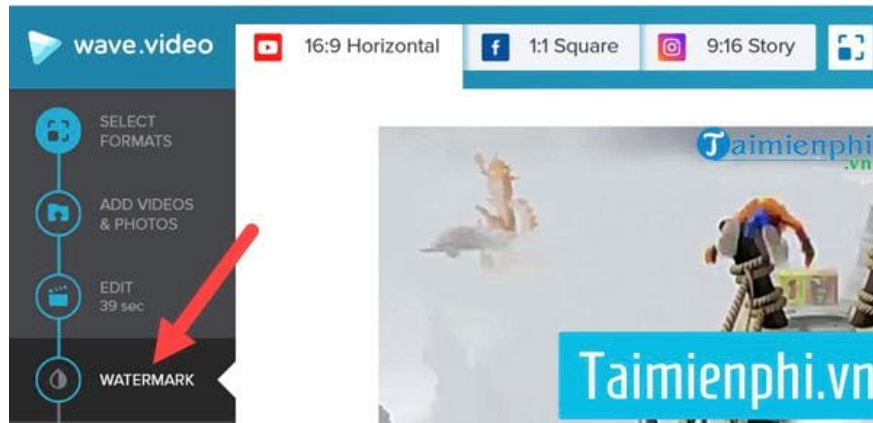 wave.video
16:9 Horizontal
1:1 Square
9:16 Story
SELECT
FORMATS
ADD VIDEOS
& PHOTOS
EDIT
39 sec
WATERMARK
Taimienphi
.vn
Taimienphi.vn